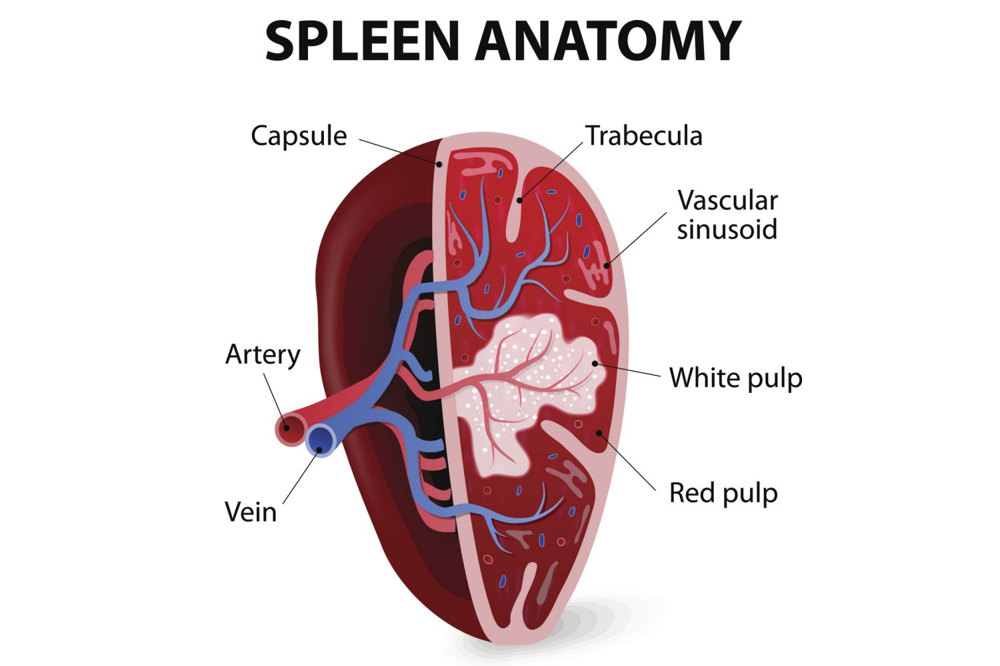 SPLEEN ANATOMY
Capsule
Trabecula
Vascular
sinusoid
Artery
White pulp
Vein
Red pulp